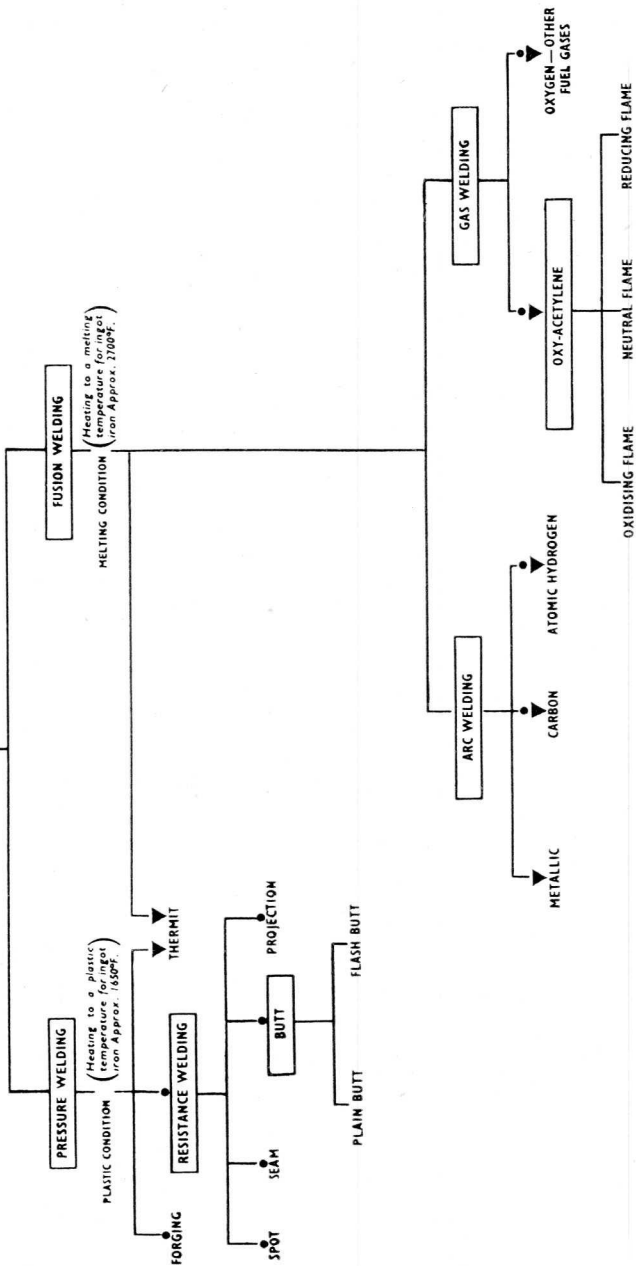 PRESSURE WELDING
PLASTIC CONDITION
(Heating to a plastic
temperature for ingot
iron Approx. 1650°F.)
FUSION WELDING
MELTING CONDITION
(Heating to a melting
temperature for ingot
iron Approx. 2700°F.)
FORGING
RESISTANCE WELDING
THERMIT
SPOT
SEAM
BUTT
PROJECTION
PLAIN BUTT
FLASH BUTT
ARC WELDING
GAS WELDING
METALLIC
CARBON
ATOMIC HYDROGEN
OXY-ACETYLENE
OXYGEN—OTHER
FUEL GASES
OXIDISING FLAME
NEUTRAL FLAME
REDUCING FLAME